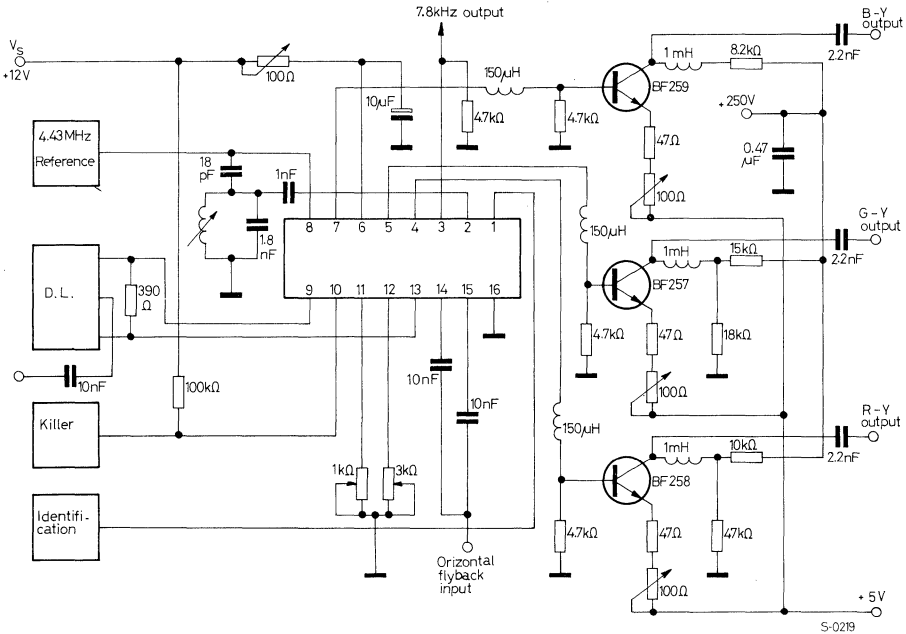 7.8kHz output
B-Y
output
Vs
+12V
100Ω
10µF
4.7kΩ
150µH
4.7kΩ
BF259
1mH
8.2kΩ
2.2nF
+250V
0.47
µF
47Ω
100Ω
4.43MHz
Reference
18
pF
1nF
1.8
nF
8 7 6 5 4 3 2 1
9 10 11 12 13 14 15 16
150µH
G-Y
output
1mH
15kΩ
2.2nF
BF257
4.7kΩ
47Ω
18kΩ
100Ω
D.L.
390
Ω
10nF
100kΩ
10nF
10nF
Killer
150µH
R-Y
output
1mH
10kΩ
2.2nF
BF258
1kΩ
3kΩ
Identifi-
cation
4.7kΩ
47Ω
47kΩ
100Ω
Orizontal
flyback
input
+5V
S-0219